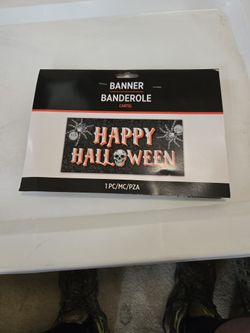 BANNER
BANDEROLE
CARTEL
HAPPY
HALLOWEEN
1 PC/MC/PZA